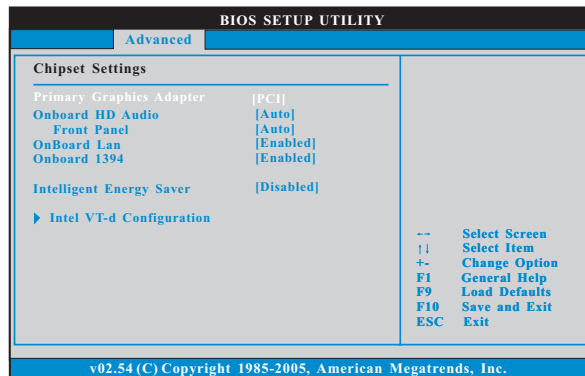 BIOS SETUP UTILITY
Advanced
Chipset Settings
Primary Graphics Adapter [PCI]
Onboard HD Audio [Auto]
Front Panel [Auto]
OnBoard Lan [Enabled]
Onboard 1394 [Enabled]
Intelligent Energy Saver [Disabled]
Intel VT-d Configuration
←→ Select Screen
↑↓ Select Item
+- Change Option
F1 General Help
F9 Load Defaults
F10 Save and Exit
ESC Exit
v02.54 (C) Copyright 1985-2005, American Megatrends, Inc.